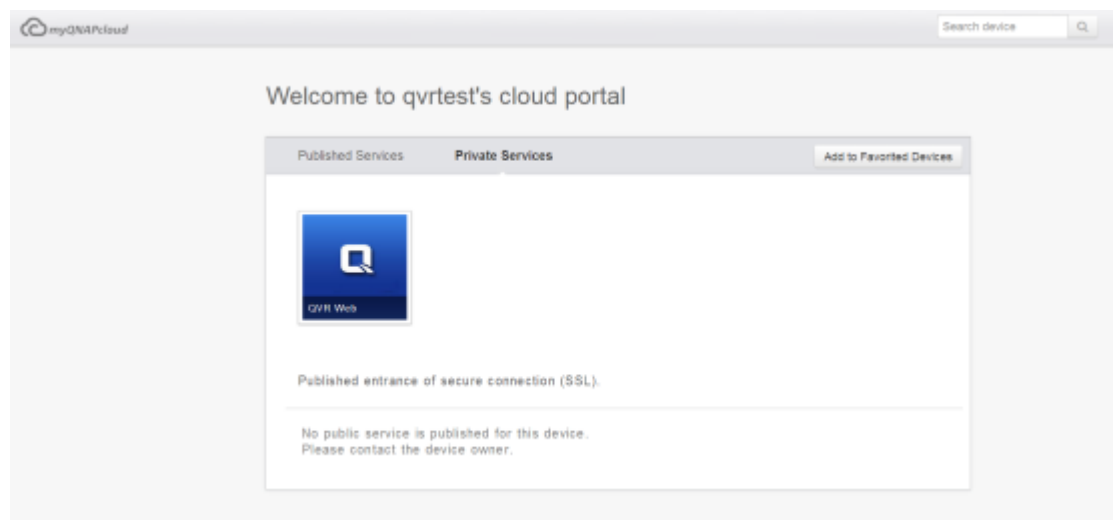 myQNAPcloud
Search device
Welcome to qvrtest's cloud portal
Published Services
Private Services
Add to Favorited Devices
QVR Web
Published entrance of secure connection (SSL).
No public service is published for this device.
Please contact the device owner.